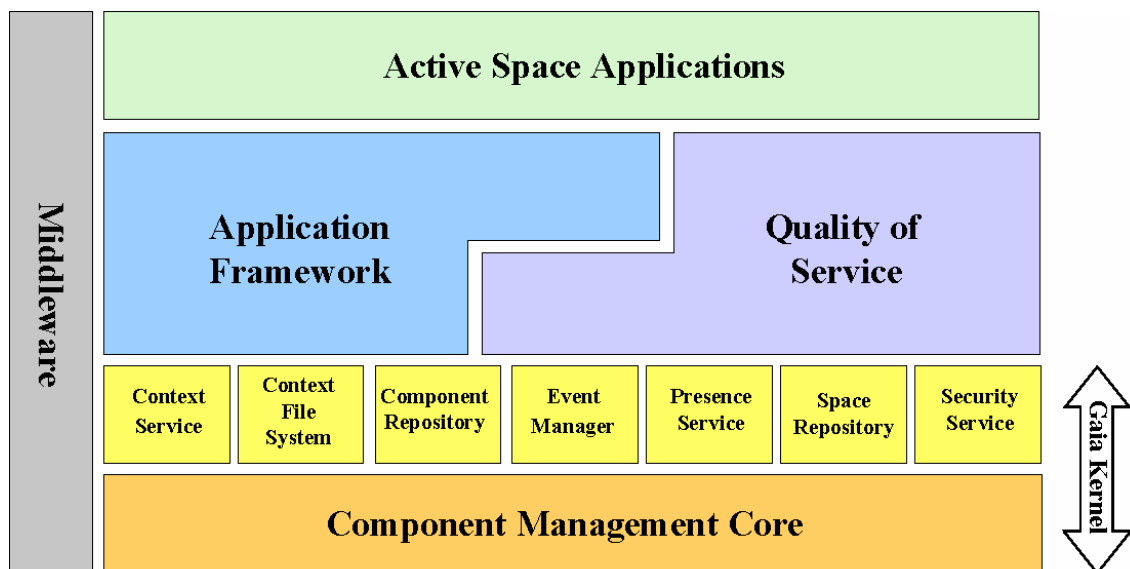 Middleware
Active Space Applications
Application
Framework
Quality of
Service
Context
Service
Context
File
System
Component
Repository
Event
Manager
Presence
Service
Space
Repository
Security
Service
Gaia Kernel
Component Management Core